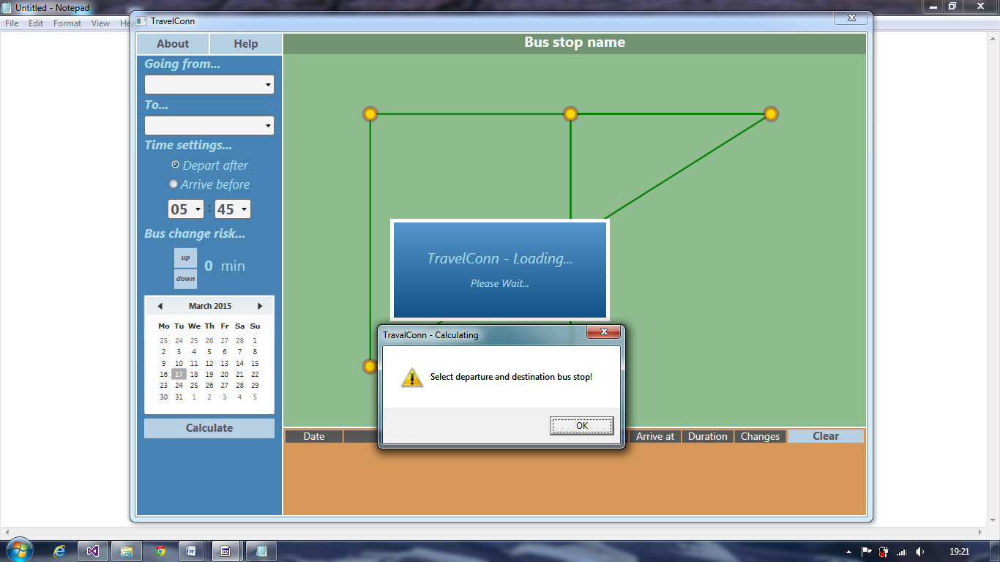 Untitled - Notepad
File Edit Format View He
TravelConn
About Help
Bus stop name
Going from...
To...
Time settings...
Depart after
Arrive before
05 : 45
Bus change risk...
up
0 min
down
March 2015
Mo Tu We Th Fr Sa Su
23 24 25 26 27 28 1
2 3 4 5 6 7 8
9 10 11 12 13 14 15
16 17 18 19 20 21 22
23 24 25 26 27 28 29
30 31 1 2 3 4 5
Calculate
TravelConn - Loading...
Please Wait...
TravalConn - Calculating
Select departure and destination bus stop!
OK
Date Arrive at Duration Changes Clear
19:21